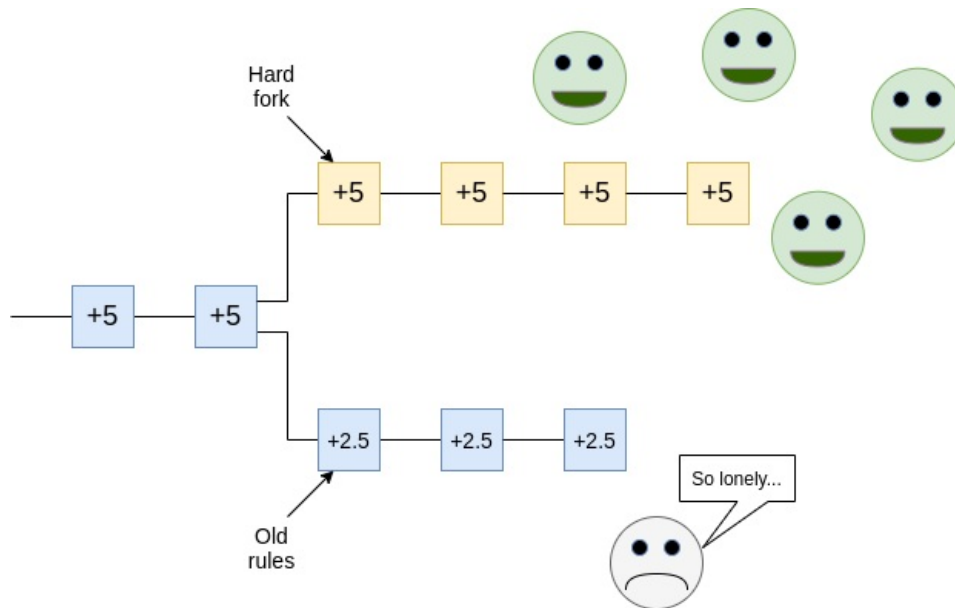 Hard
fork
+5 +5 +5 +5
+5 +5
+2.5 +2.5 +2.5
So lonely...
Old
rules